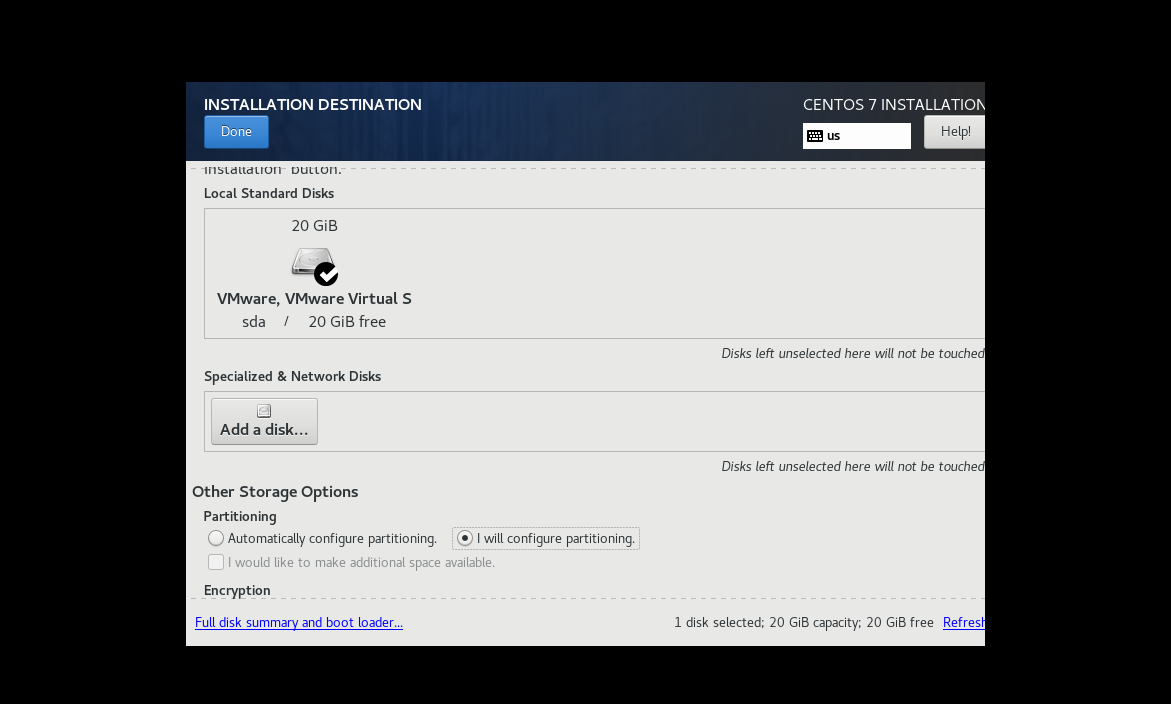 INSTALLATION DESTINATION
CENTOS 7 INSTALLATION
Done
us
Help!
Installation" button.
Local Standard Disks
20 GiB
VMware, VMware Virtual S
sda / 20 GiB free
Disks left unselected here will not be touched
Specialized & Network Disks
Add a disk...
Disks left unselected here will not be touched
Other Storage Options
Partitioning
Automatically configure partitioning. I will configure partitioning.
I would like to make additional space available.
Encryption
Full disk summary and boot loader... 1 disk selected; 20 GiB capacity; 20 GiB free Refresh